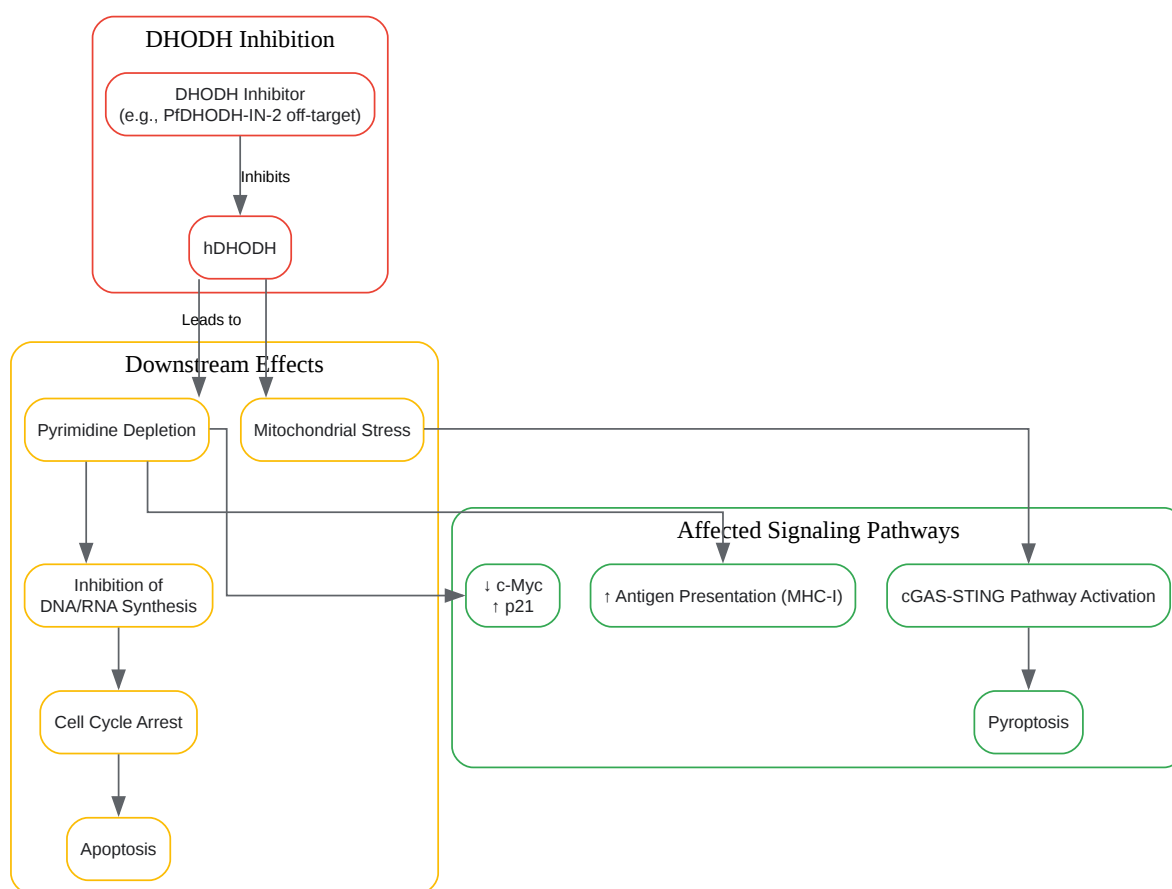 DHODH Inhibition
DHODH Inhibitor
(e.g., PfDHODH-IN-2 off-target)
Inhibits
hDHODH
Leads to
Downstream Effects
Pyrimidine Depletion
Mitochondrial Stress
Affected Signaling Pathways
Inhibition of
DNA/RNA Synthesis
↓ c-Myc
↑ p21
↑ Antigen Presentation (MHC-I)
cGAS-STING Pathway Activation
Cell Cycle Arrest
Pyroptosis
Apoptosis